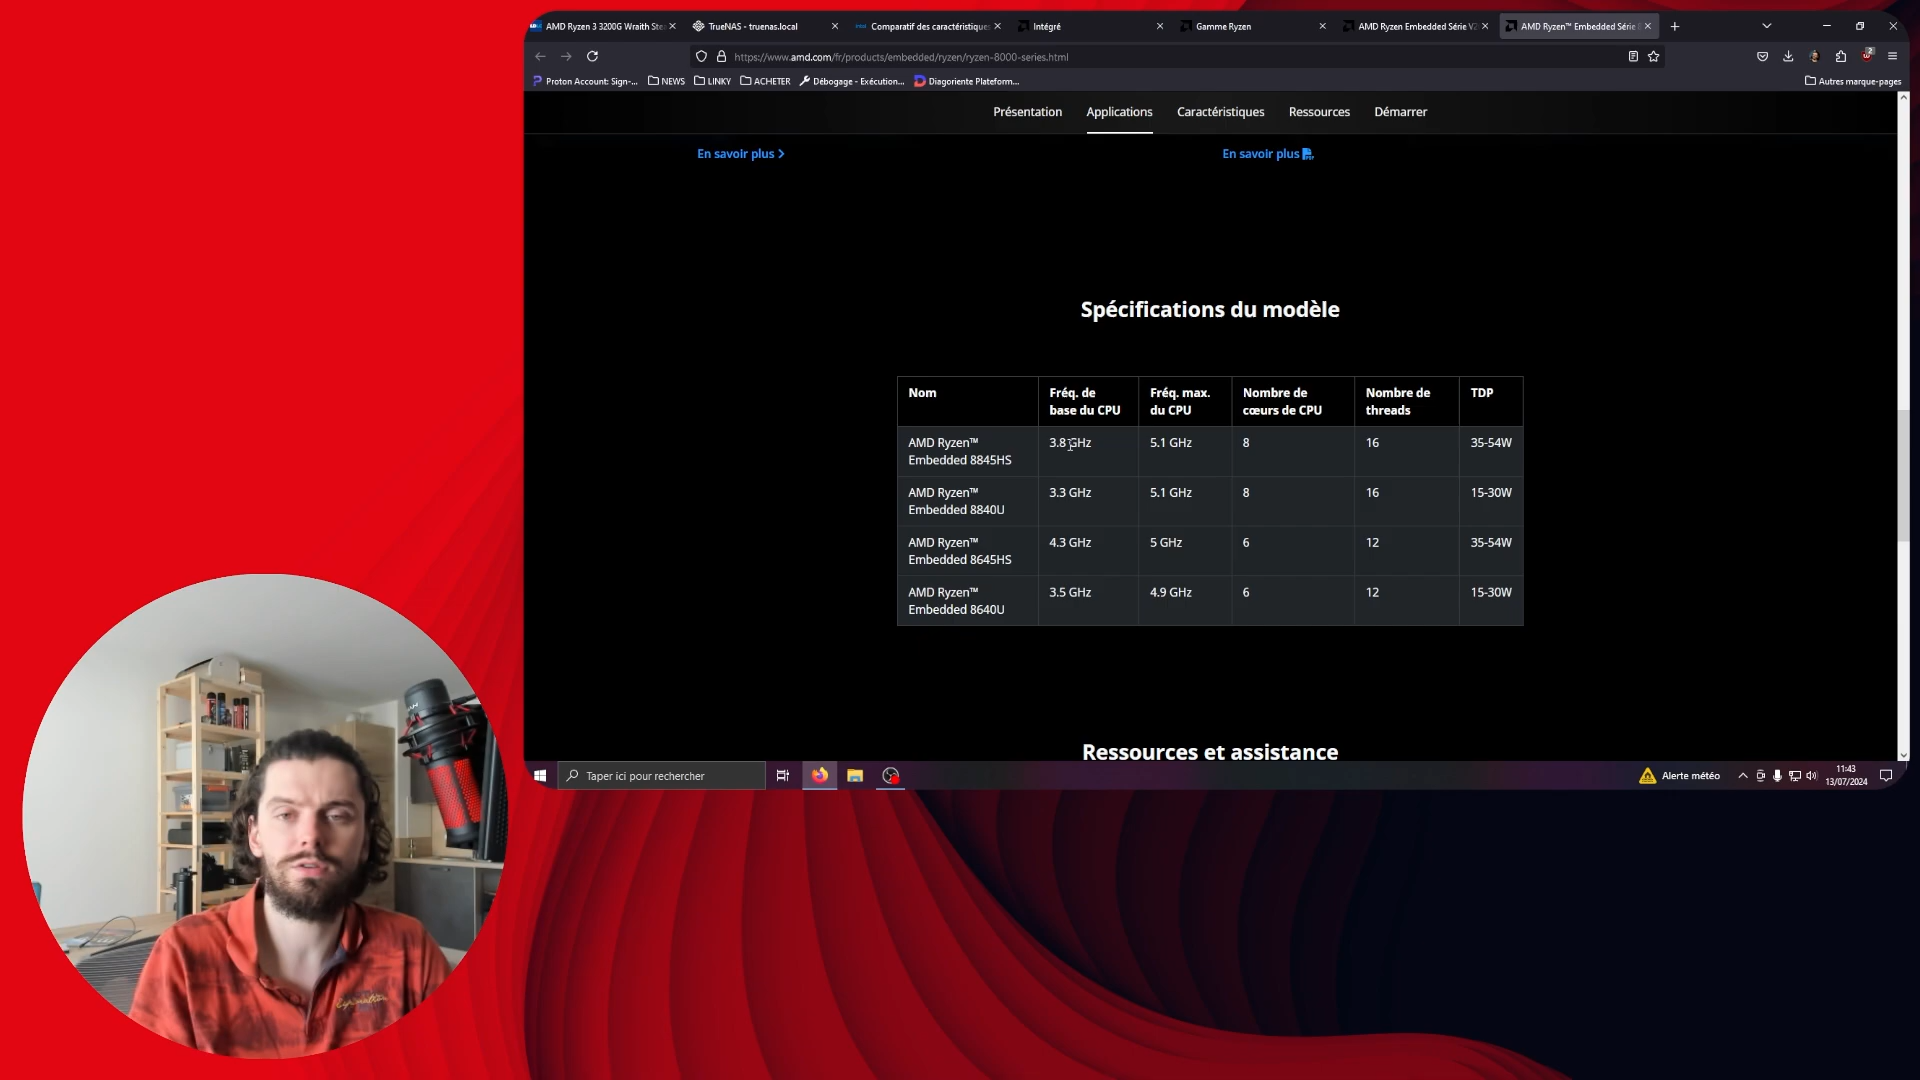 AMD Ryzen 3 3200G Wraith Ste
TrueNAS - truenas.local
Comparatif des caractéristiques
Intégré
Gamme Ryzen
AMD Ryzen Embedded Série V2
AMD Ryzen™ Embedded Série 8
https://www.amd.com/fr/products/embedded/ryzen/ryzen-8000-series.html
2
Proton Account: Sign-...
NEWS
LINKY
ACHETER
Débogage - Exécution...
Diagoriente Plateform...
Autres marque-pages
Présentation
Applications
Caractéristiques
Ressources
Démarrer
En savoir plus
En savoir plus
Spécifications du modèle
Nom
Fréq. de
base du CPU
Fréq. max.
du CPU
Nombre de
cœurs de CPU
Nombre de
threads
TDP
AMD Ryzen™
Embedded 8845HS
3.8 GHz
5.1 GHz
8
16
35-54W
AMD Ryzen™
Embedded 8840U
3.3 GHz
5.1 GHz
8
16
15-30W
AMD Ryzen™
Embedded 8645HS
4.3 GHz
5 GHz
6
12
35-54W
AMD Ryzen™
Embedded 8640U
3.5 GHz
4.9 GHz
6
12
15-30W
Ressources et assistance
Taper ici pour rechercher
Alerte météo
11:43
13/07/2024